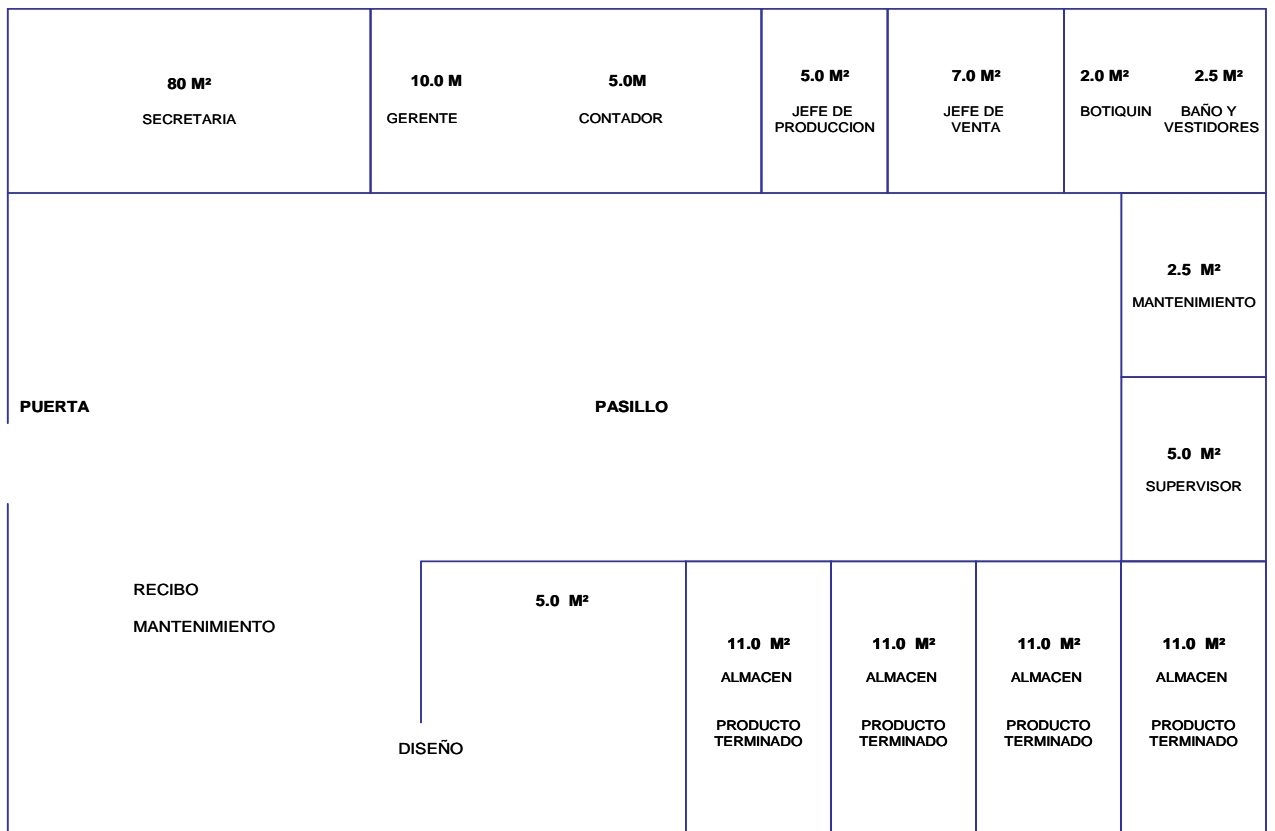 80 M²
SECRETARIA
10.0 M
GERENTE
5.0M
CONTADOR
5.0 M²
JEFE DE
PRODUCCION
7.0 M²
JEFE DE
VENTA
2.0 M²
BOTIQUIN
2.5 M²
BAÑO Y
VESTIDORES
2.5 M²
MANTENIMIENTO
PUERTA
PASILLO
5.0 M²
SUPERVISOR
RECIBO
MANTENIMIENTO
5.0 M²
DISEÑO
11.0 M²
ALMACEN
PRODUCTO
TERMINADO
11.0 M²
ALMACEN
PRODUCTO
TERMINADO
11.0 M²
ALMACEN
PRODUCTO
TERMINADO
11.0 M²
ALMACEN
PRODUCTO
TERMINADO